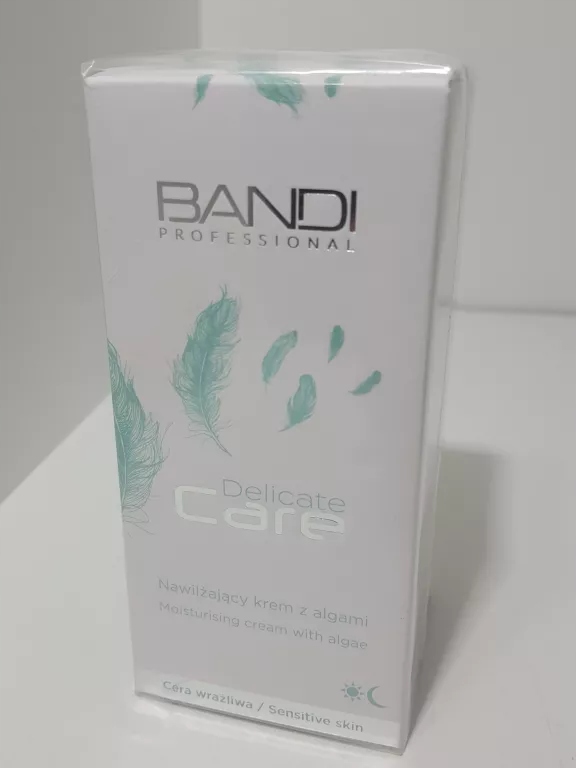 BANDI
PROFESSIONAL
Delicate
Care
Nawilżający krem z algami
Moisturising cream with algae
Cera wrażliwa / Sensitive skin